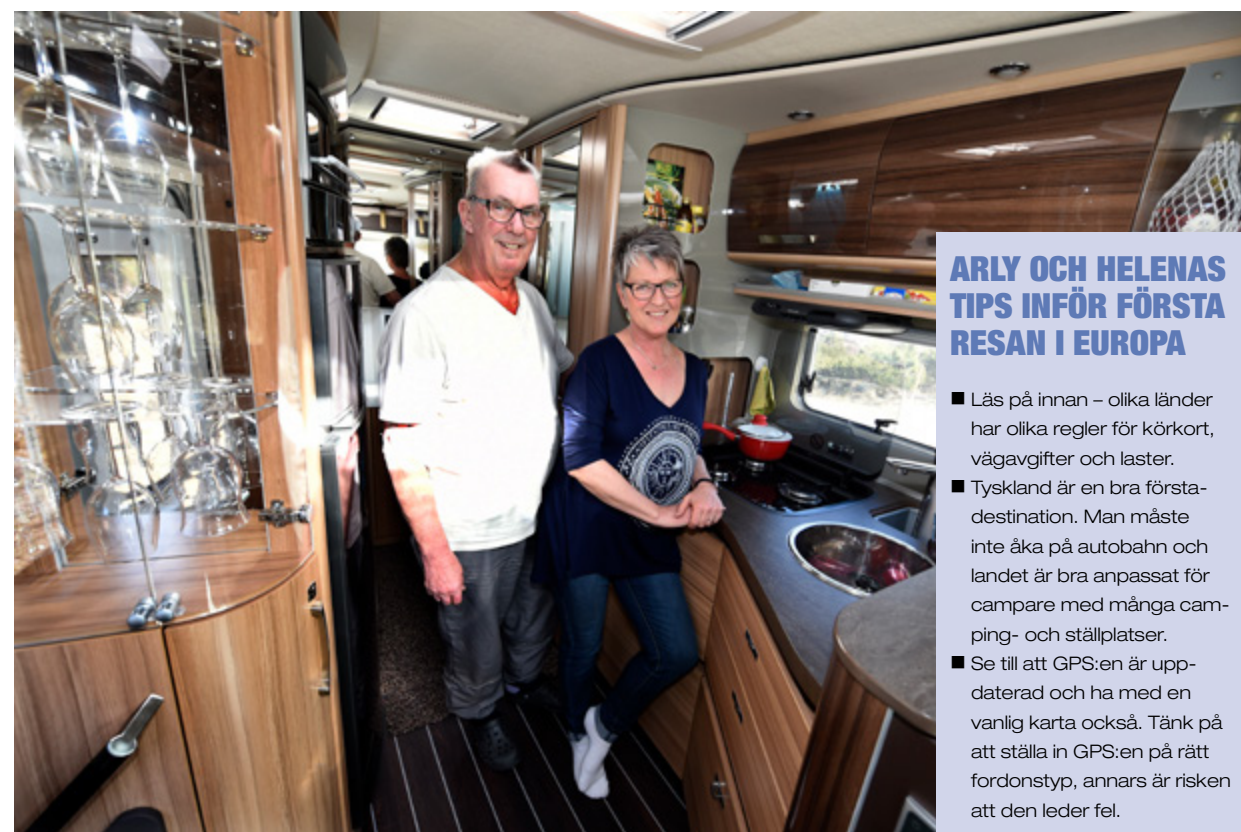 ARLY OCH HELENAS
TIPS INFÖR FÖRSTA
RESAN I EUROPA
■ Läs på innan – olika länder
har olika regler för körkort,
vägavgifter och laster.
■ Tyskland är en bra första-
destination. Man måste
inte åka på autobahn och
landet är bra anpassat för
campare med många cam-
ping- och ställplatser.
■ Se till att GPS:en är upp-
daterad och ha med en
vanlig karta också. Tänk på
att ställa in GPS:en på rätt
fordonstyp, annars är risken
att den leder fel.